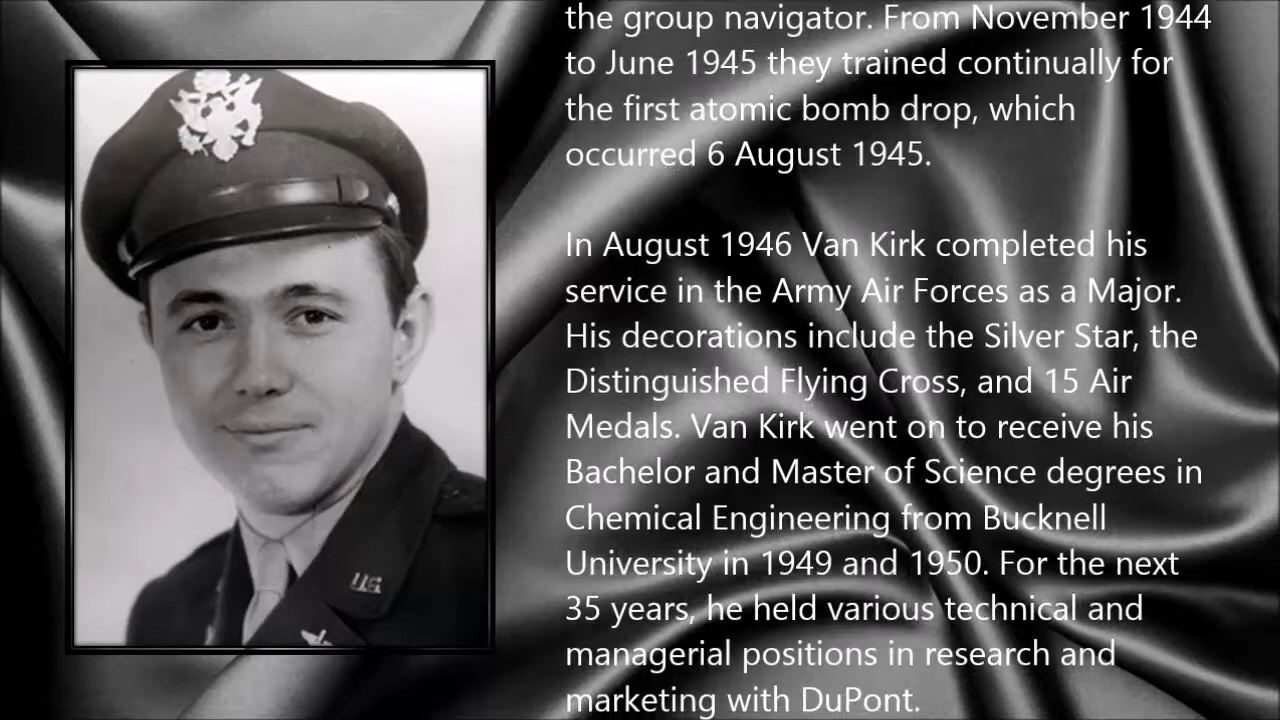 the group navigator. From November 1944
to June 1945 they trained continually for
the first atomic bomb drop, which
occurred 6 August 1945.
In August 1946 Van Kirk completed his
service in the Army Air Forces as a Major.
His decorations include the Silver Star, the
Distinguished Flying Cross, and 15 Air
Medals. Van Kirk went on to receive his
Bachelor and Master of Science degrees in
Chemical Engineering from Bucknell
University in 1949 and 1950. For the next
35 years, he held various technical and
managerial positions in research and
marketing with DuPont.
U.S.